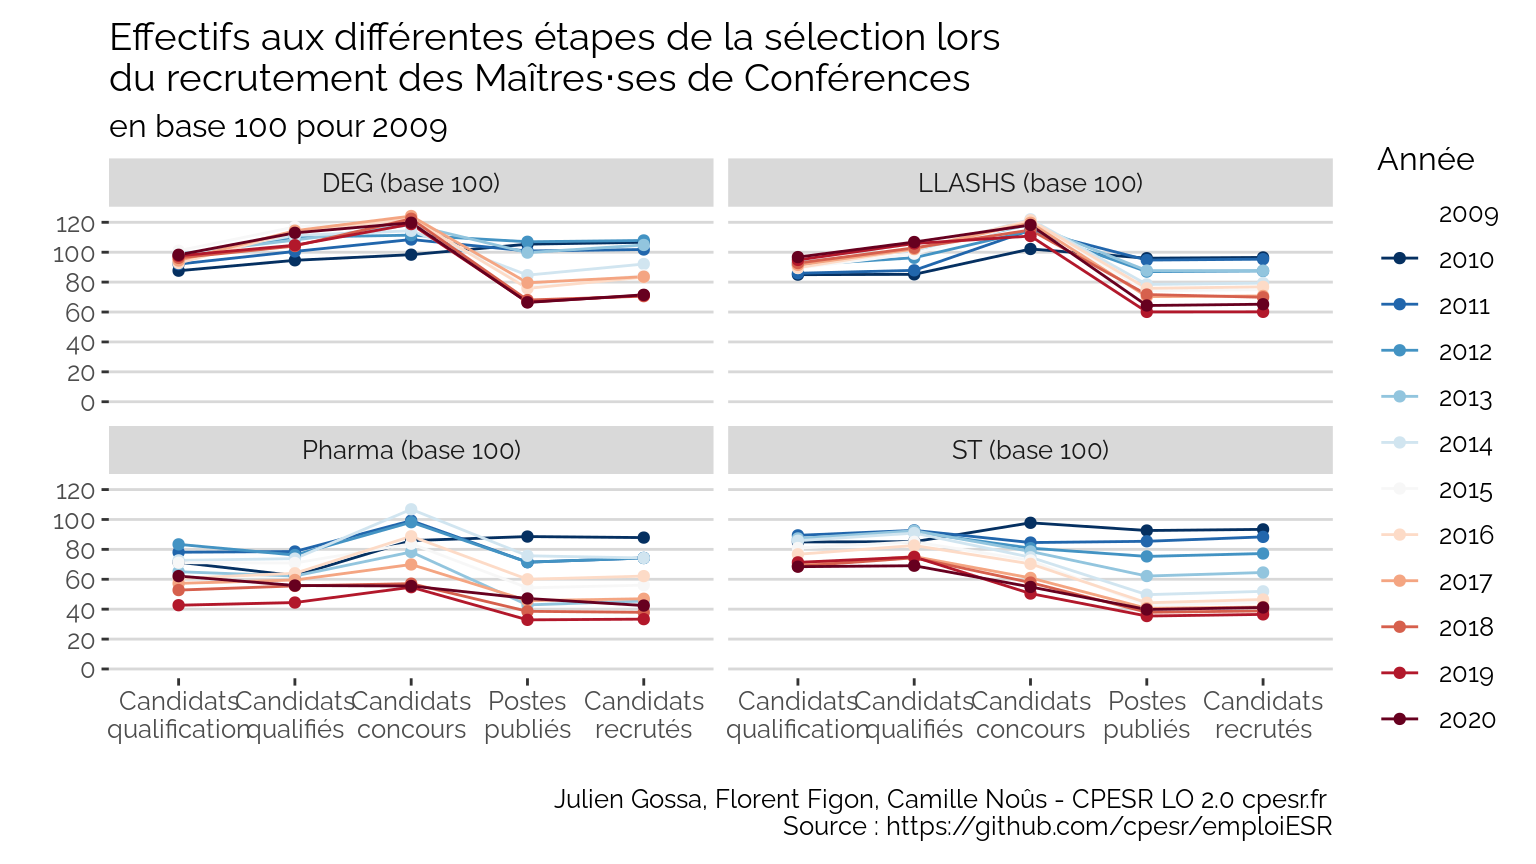 Effectifs aux différentes étapes de la sélection lors
du recrutement des Maîtres·ses de Conférences
en base 100 pour 2009
DEG (base 100)
LLASHS (base 100)
120
100
80
60
40
20
0
Pharma (base 100)
ST (base 100)
120
100
80
60
40
20
0
Candidats Candidats Candidats Postes Candidats
qualification qualifiés concours publiés recrutés
Candidats Candidats Candidats Postes Candidats
qualification qualifiés concours publiés recrutés
Année
2009
2010
2011
2012
2013
2014
2015
2016
2017
2018
2019
2020
Julien Gossa, Florent Figon, Camille Noûs - CPESR LO 2.0 cpesr.fr
Source : https://github.com/cpesr/emploiESR